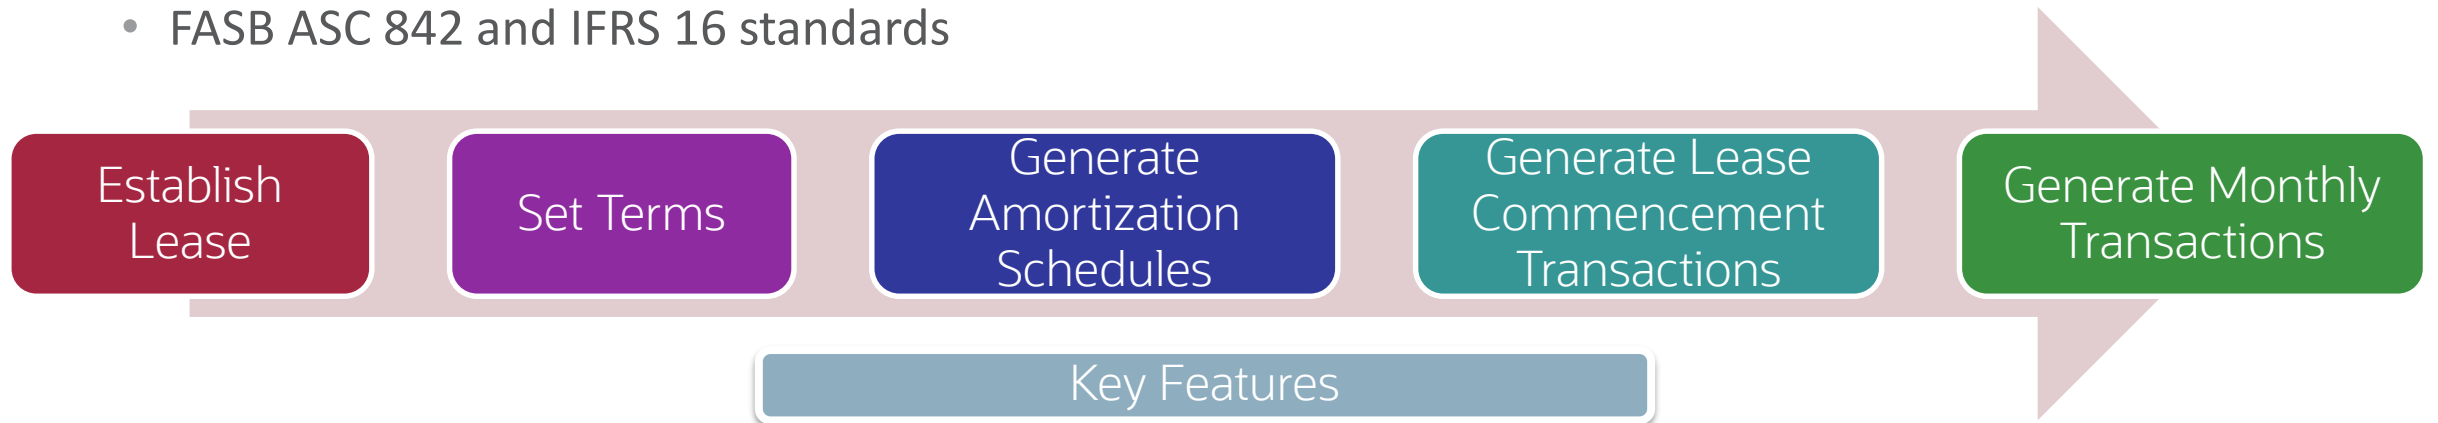 • FASB ASC 842 and IFRS 16 standards
Establish
Lease
Set Terms
Generate
Amortization
Schedules
Generate Lease
Commencement
Transactions
Generate Monthly
Transactions
Key Features